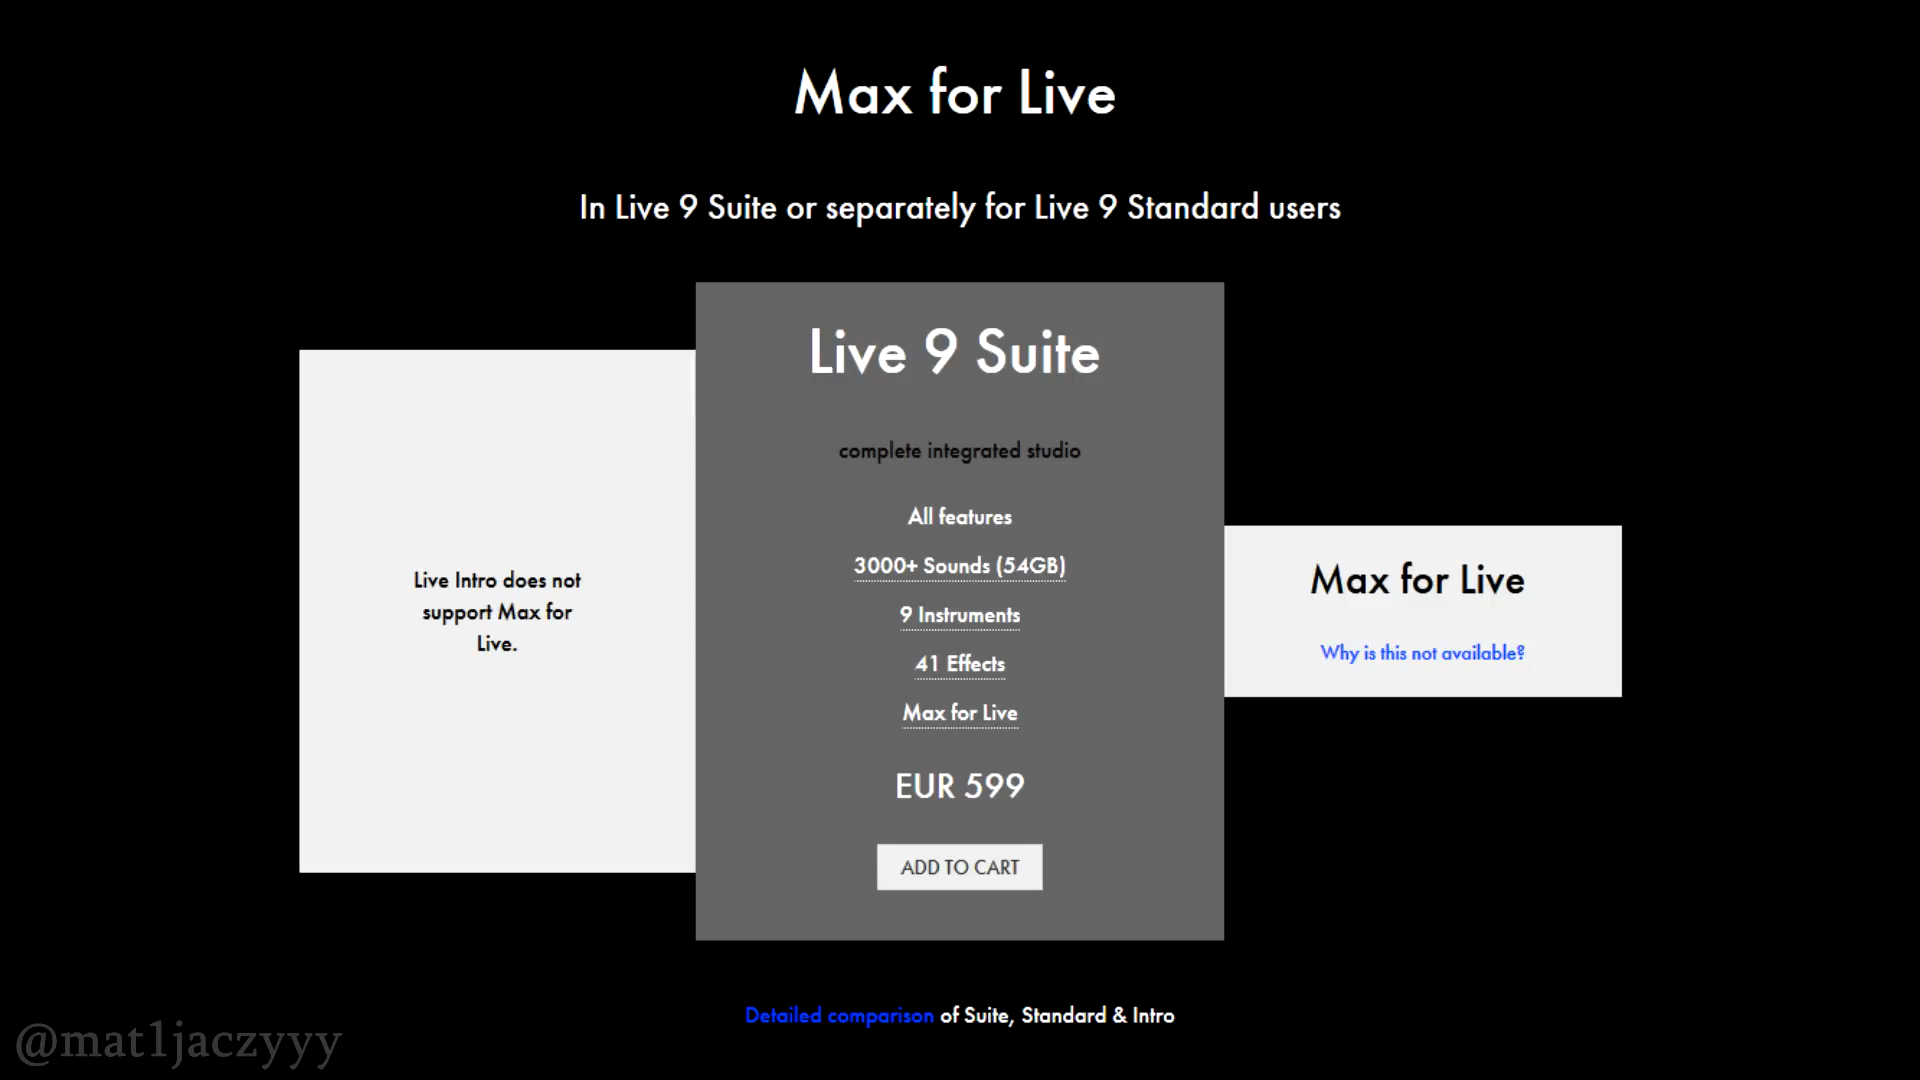 Max for Live
In Live 9 Suite or separately for Live 9 Standard users
Live Intro does not
support Max for
Live.
Live 9 Suite
complete integrated studio
All features
3000+ Sounds (54GB)
9 Instruments
41 Effects
Max for Live
EUR 599
ADD TO CART
Max for Live
Why is this not available?
Detailed comparison of Suite, Standard & Intro
@mat1jaczyyy